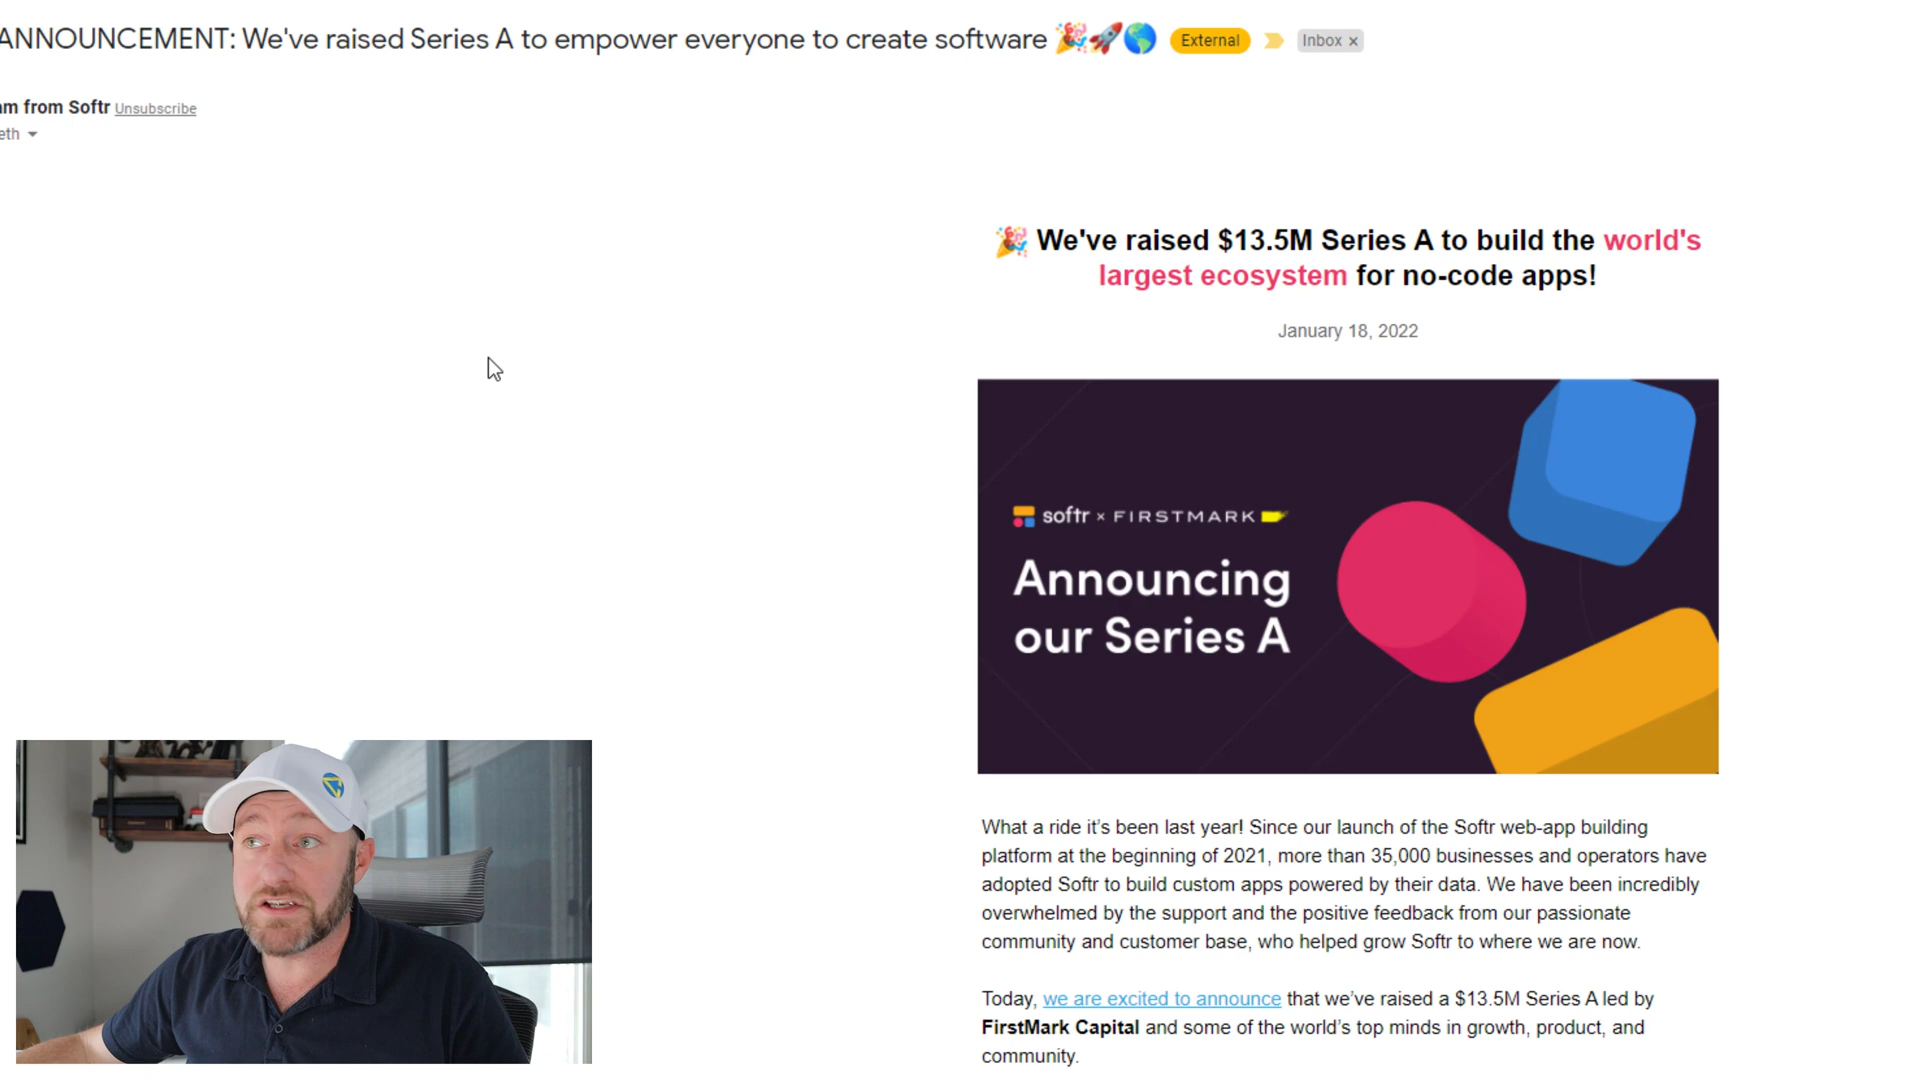 ANNOUNCEMENT: We've raised Series A to empower everyone to create software 🎉🚀🌎 External Inbox ×
from Softr Unsubscribe
🎉 We've raised $13.5M Series A to build the world's
largest ecosystem for no-code apps!
January 18, 2022
softr × FIRSTMARK
Announcing
our Series A
What a ride it’s been last year! Since our launch of the Softr web-app building
platform at the beginning of 2021, more than 35,000 businesses and operators have
adopted Softr to build custom apps powered by their data. We have been incredibly
overwhelmed by the support and the positive feedback from our passionate
community and customer base, who helped grow Softr to where we are now.
Today, we are excited to announce that we’ve raised a $13.5M Series A led by
FirstMark Capital and some of the world’s top minds in growth, product, and
community.